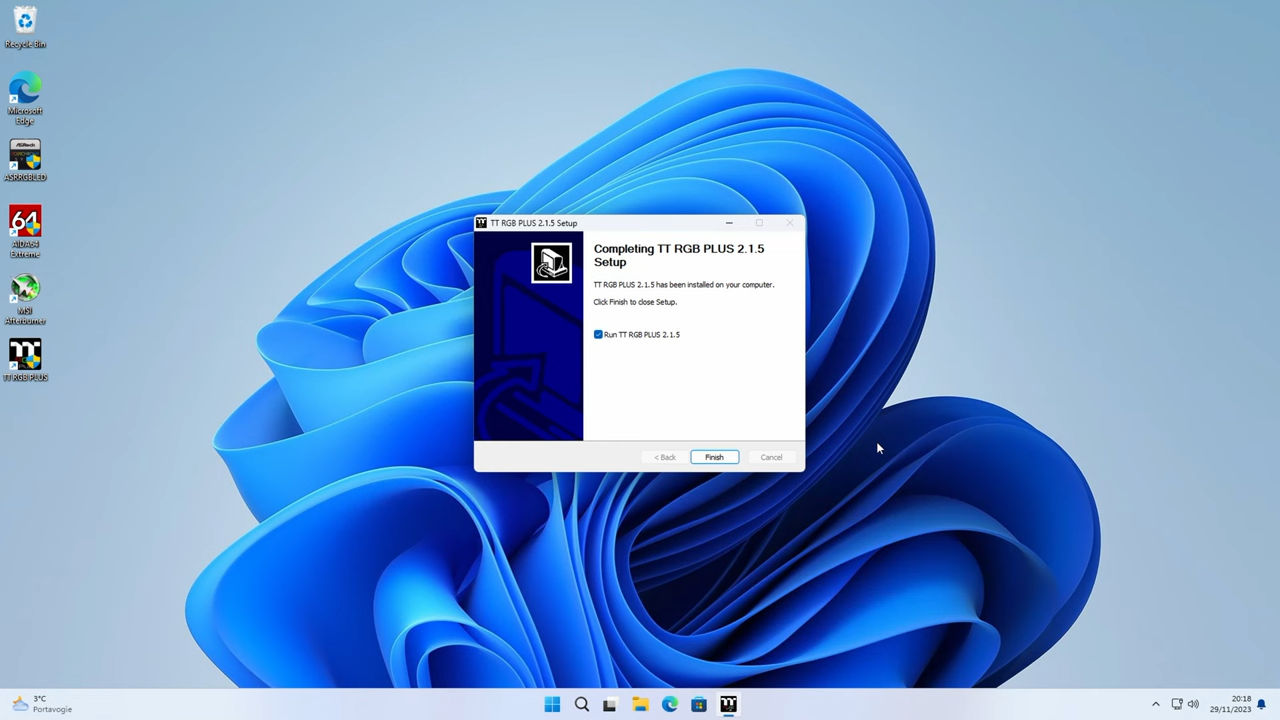 Recycle Bin
Microsoft
Edge
ASRock
ASRRGBLED
64
AIDA64
Extreme
MSI
Afterburner
TT RGB PLUS
TT RGB PLUS 2.1.5 Setup
Completing TT RGB PLUS 2.1.5
Setup
TT RGB PLUS 2.1.5 has been installed on your computer.
Click Finish to close Setup.
Run TT RGB PLUS 2.1.5
< Back
Finish
Cancel
3°C
Portavogie
20:18
29/11/2023